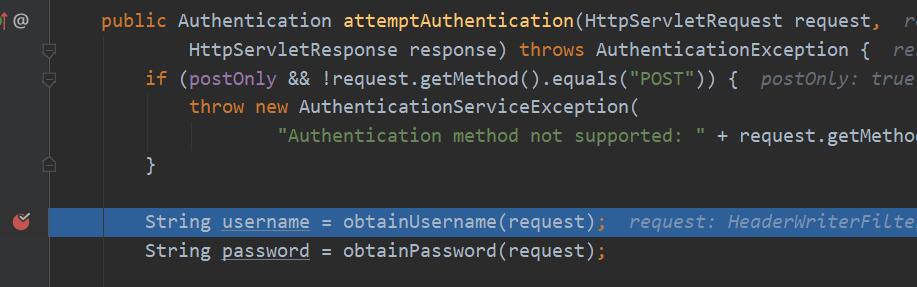 @ public Authentication attemptAuthentication(HttpServletRequest request,
HttpServletResponse response) throws AuthenticationException {
if (postOnly && !request.getMethod().equals("POST")) { postOnly: true
throw new AuthenticationServiceException(
"Authentication method not supported: " + request.getMetho
}
String username = obtainUsername(request); request: HeaderWriterFilte
String password = obtainPassword(request);